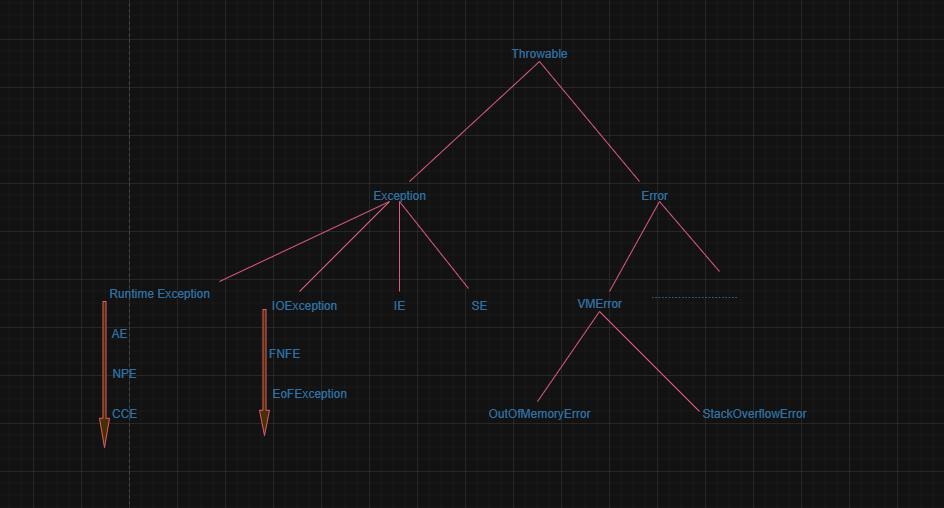 Throwable
Exception
Error
Runtime Exception
IOException
IE
SE
VMError
AE
FNFE
NPE
EoFException
CCE
OutOfMemoryError
StackOverflowError